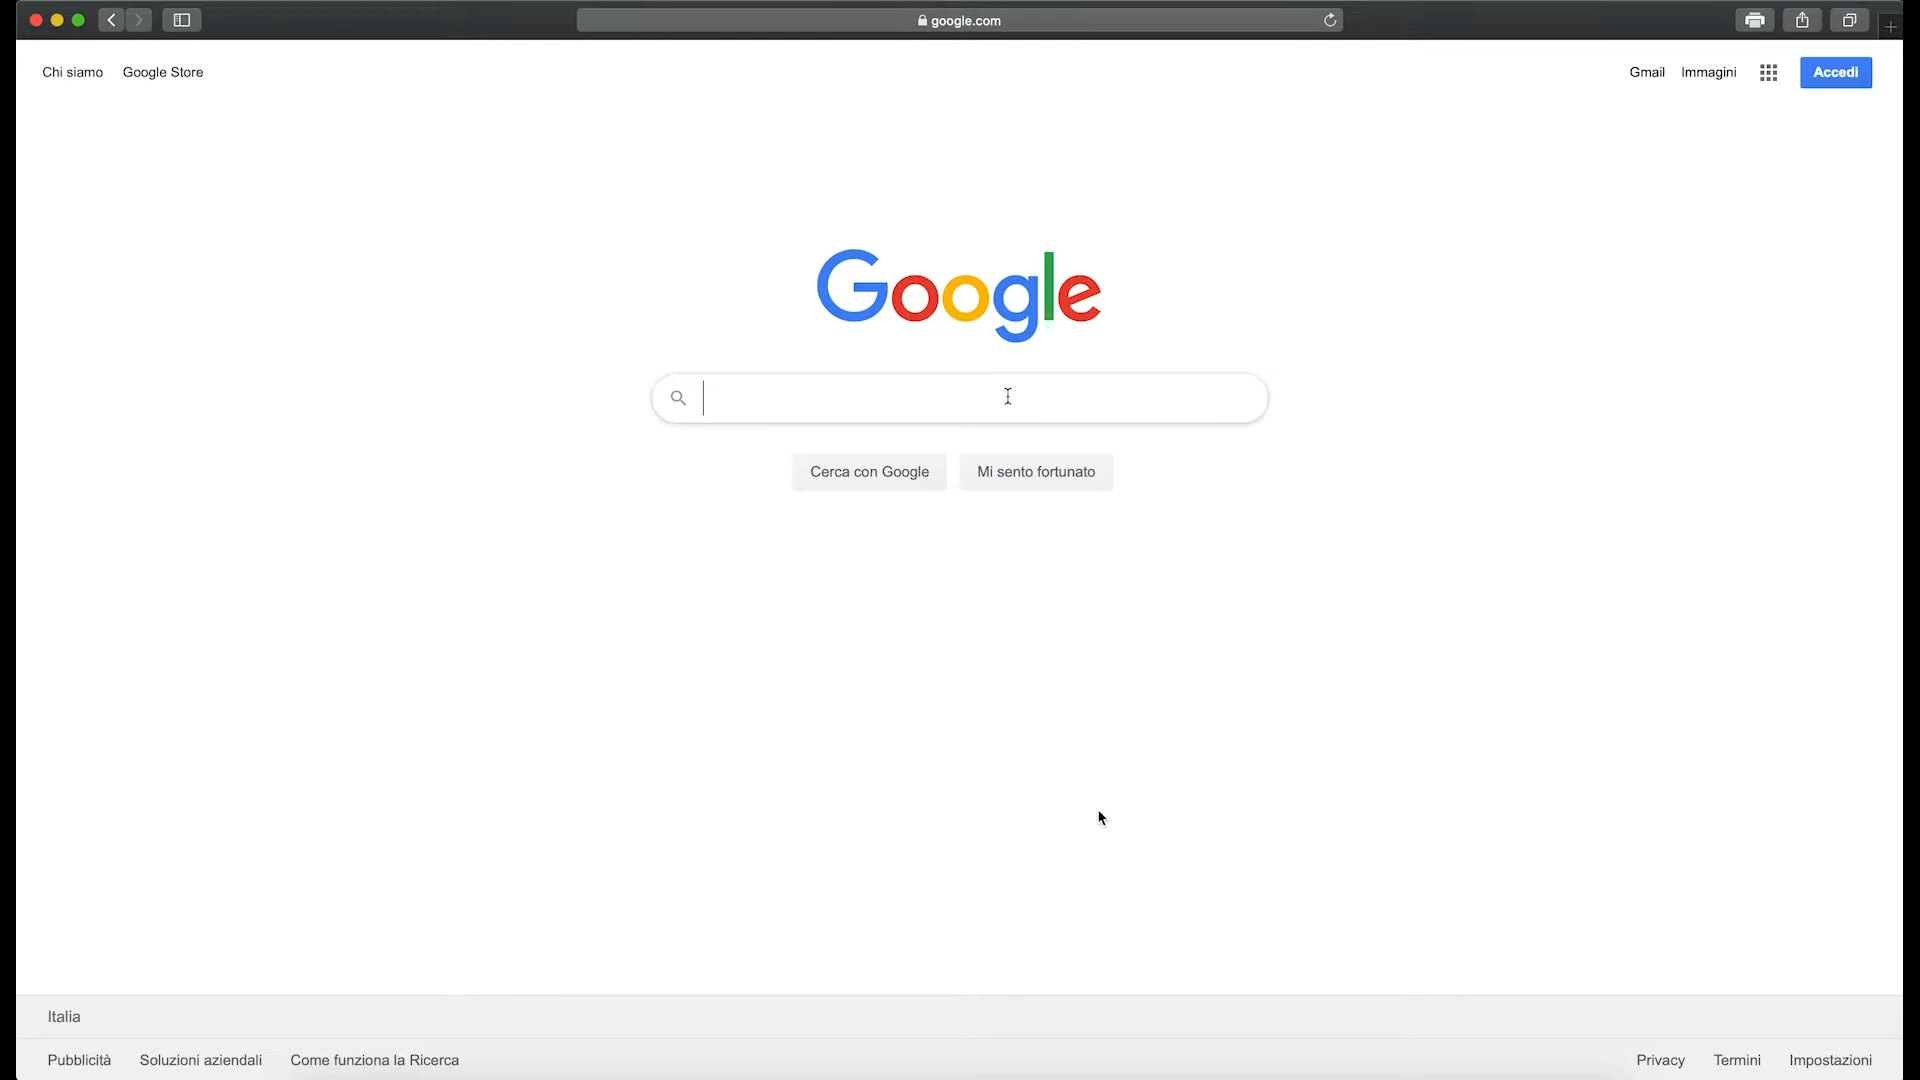 google.com
Chi siamo Google Store Gmail Immagini Accedi
Google
Cerca con Google Mi sento fortunato
Italia
Pubblicità Soluzioni aziendali Come funziona la Ricerca Privacy Termini Impostazioni